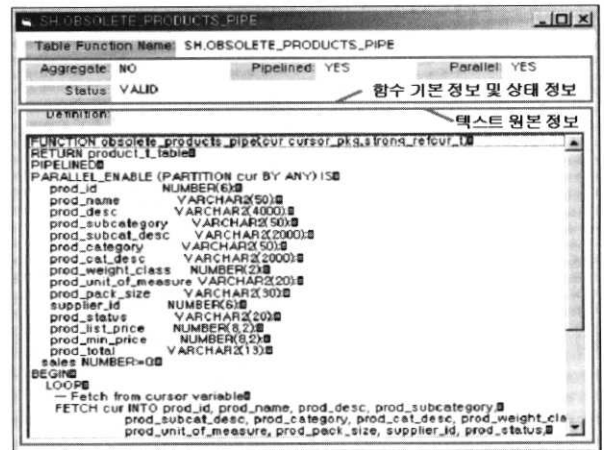 SH.OBSOLETE_PRODUCTS_PIPE
Table Function Name: SH.OBSOLETE_PRODUCTS_PIPE
Aggregate: NO Pipelined: YES Parallel: YES
Status: VALID
함수 기본 정보 및 상태 정보
Definition:
텍스트 원본 정보
FUNCTION obsolete_products_pipe(cur cursor_pkg.strong_refcur_t)
RETURN product_t_table
PIPELINED
PARALLEL_ENABLE (PARTITION cur BY ANY) IS
prod_id NUMBER(6);
prod_name VARCHAR2(50);
prod_desc VARCHAR2(4000);
prod_subcategory VARCHAR2(50);
prod_subcat_desc VARCHAR2(2000);
prod_category VARCHAR2(50);
prod_cat_desc VARCHAR2(2000);
prod_weight_class NUMBER(2);
prod_unit_of_measure VARCHAR2(20);
prod_pack_size VARCHAR2(30);
supplier_id NUMBER(6);
prod_status VARCHAR2(20);
prod_list_price NUMBER(8,2);
prod_min_price NUMBER(8,2);
prod_total VARCHAR2(13);
sales NUMBER:=0;
BEGIN
LOOP
— Fetch from cursor variable
FETCH cur INTO prod_id, prod_name, prod_desc, prod_subcategory,
prod_subcat_desc, prod_category, prod_cat_desc, prod_weight_cla
prod_unit_of_measure, prod_pack_size, supplier_id, prod_status,